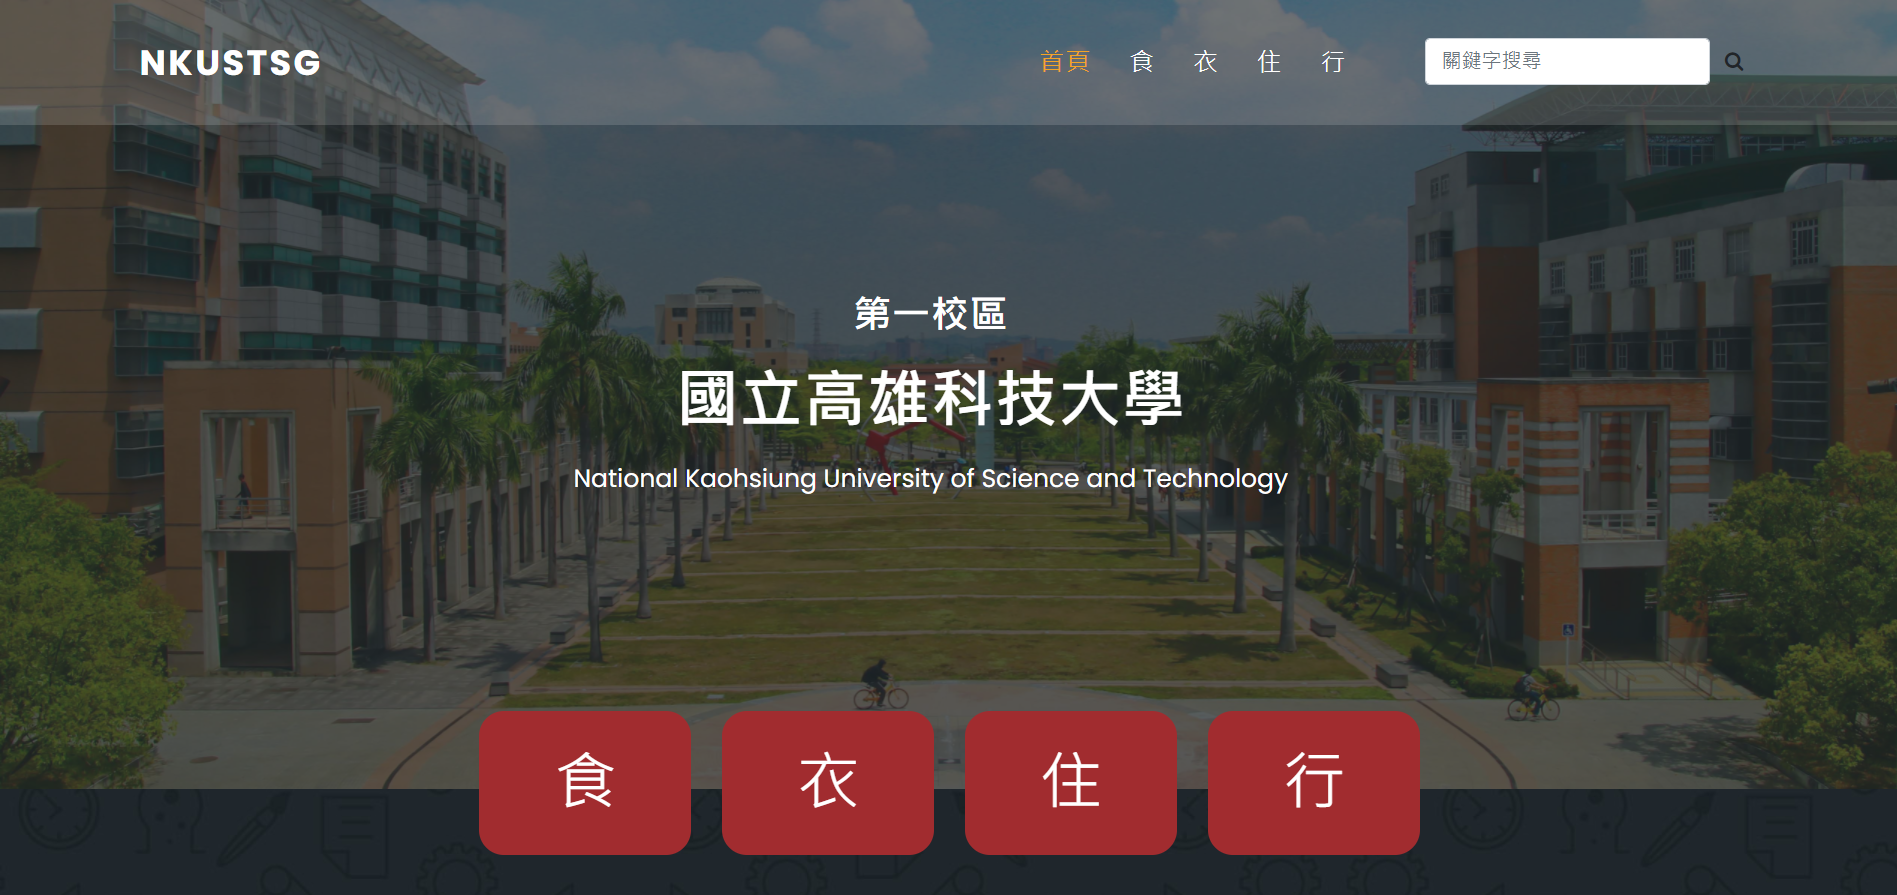 NKUSTSG
首頁 食 衣 住 行 關鍵字搜尋
第一校區
國立高雄科技大學
National Kaohsiung University of Science and Technology
食 衣 住 行